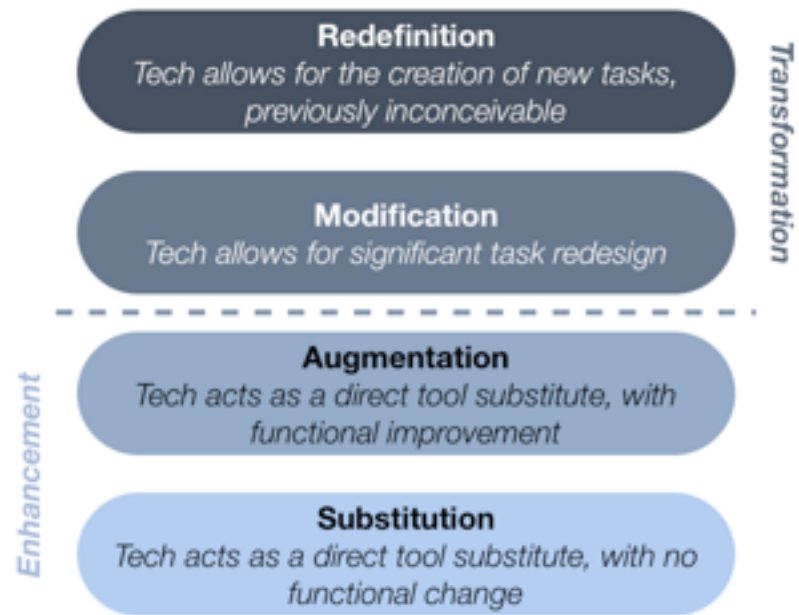 Redefinition
Tech allows for the creation of new tasks,
previously inconceivable
Transformation
Modification
Tech allows for significant task redesign
Augmentation
Tech acts as a direct tool substitute, with
functional improvement
Enhancement
Substitution
Tech acts as a direct tool substitute, with no
functional change